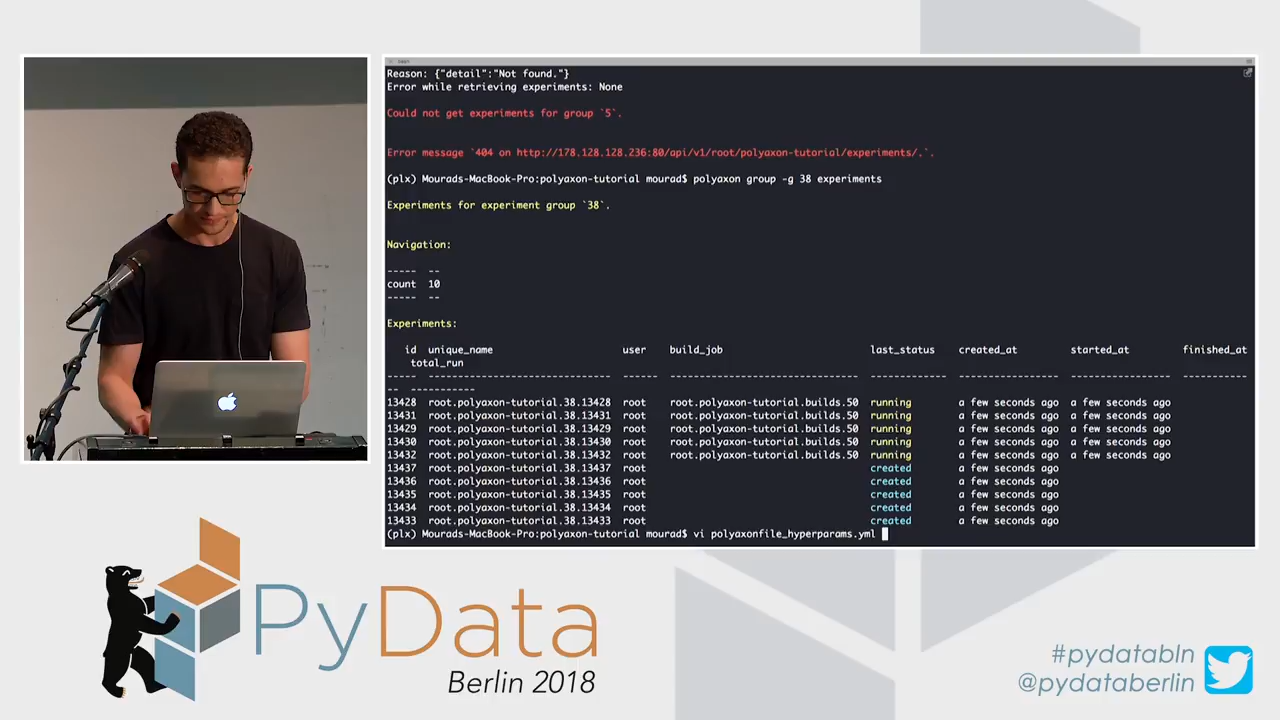 Reason: {"detail":"Not found."}
Error while retrieving experiments: None
Could not get experiments for group `5`.
Error message `404 on http://178.128.128.236:80/api/v1/root/polyaxon-tutorial/experiments/.`.
(plx) Mourads-MacBook-Pro:polyaxon-tutorial mourad$ polyaxon group -g 38 experiments
Experiments for experiment group `38`.
Navigation:
----- --
count 10
----- --
Experiments:
id unique_name user build_job last_status created_at started_at finished_at
total_run
13428 root.polyaxon-tutorial.38.13428 root root.polyaxon-tutorial.builds.50 running a few seconds ago a few seconds ago
13431 root.polyaxon-tutorial.38.13431 root root.polyaxon-tutorial.builds.50 running a few seconds ago a few seconds ago
13429 root.polyaxon-tutorial.38.13429 root root.polyaxon-tutorial.builds.50 running a few seconds ago a few seconds ago
13430 root.polyaxon-tutorial.38.13430 root root.polyaxon-tutorial.builds.50 running a few seconds ago a few seconds ago
13432 root.polyaxon-tutorial.38.13432 root root.polyaxon-tutorial.builds.50 running a few seconds ago a few seconds ago
13437 root.polyaxon-tutorial.38.13437 root created a few seconds ago
13436 root.polyaxon-tutorial.38.13436 root created a few seconds ago
13435 root.polyaxon-tutorial.38.13435 root created a few seconds ago
13434 root.polyaxon-tutorial.38.13434 root created a few seconds ago
13433 root.polyaxon-tutorial.38.13433 root created a few seconds ago
(plx) Mourads-MacBook-Pro:polyaxon-tutorial mourad$ vi polyaxonfile_hyperparams.yml
PyData
Berlin 2018
#pydatabln
@pydataberlin